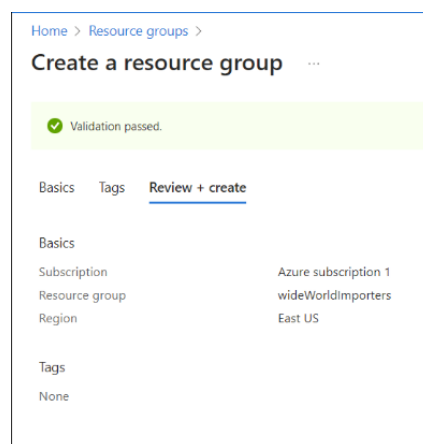 Home > Resource groups >
Create a resource group ...
Validation passed.
Basics Tags Review + create
Basics
Subscription Azure subscription 1
Resource group wideWorldImporters
Region East US
Tags
None